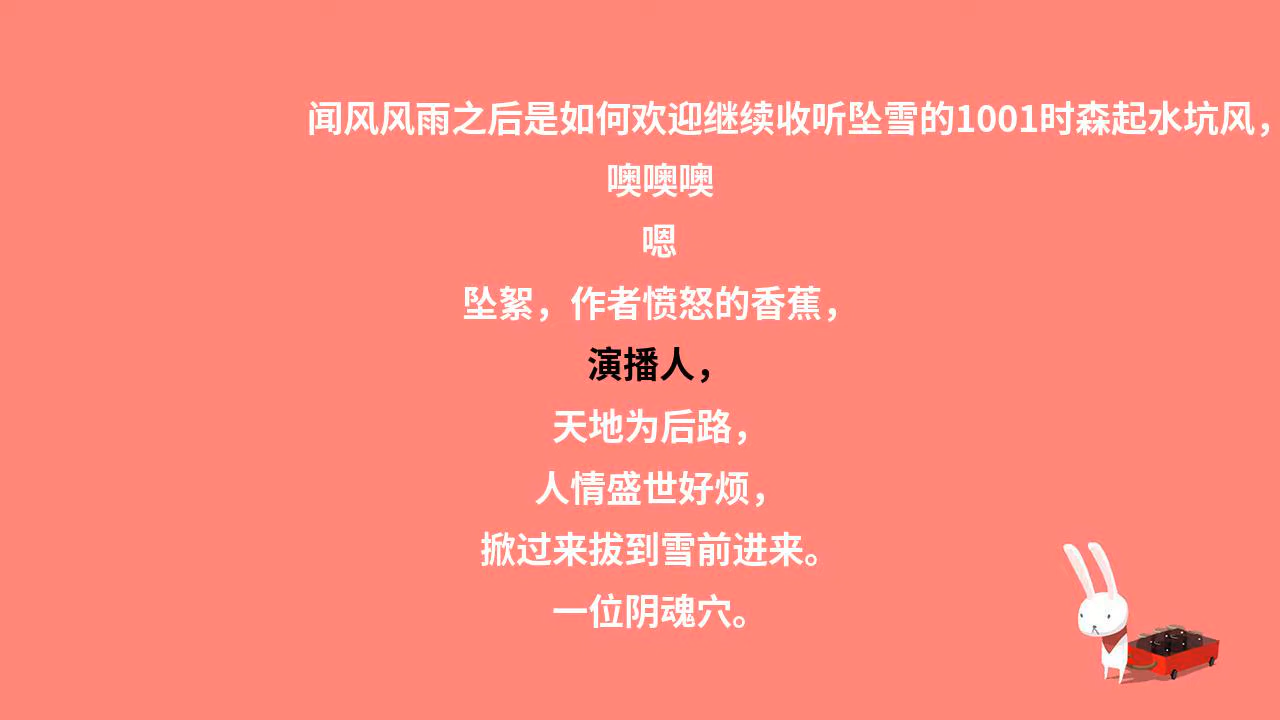 闻风风雨之后是如何欢迎继续收听坠雪的1001时森起水坑风，
噢噢噢
嗯
坠絮，作者愤怒的香蕉，
演播人，
天地为后路，
人情盛世好烦，
掀过来拔到雪前进来。
一位阴魂穴。